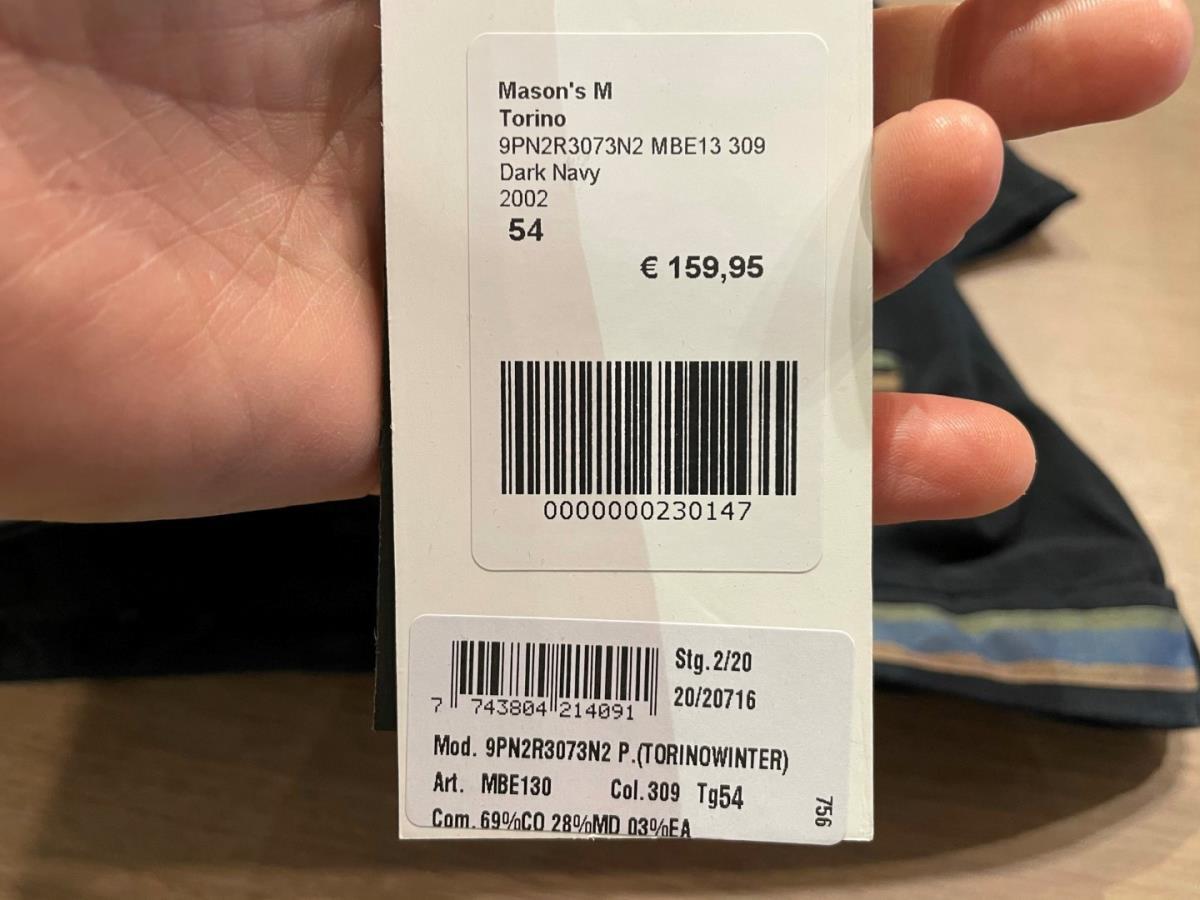 Mason's M
Torino
9PN2R3073N2 MBE13 309
Dark Navy
2002
54
€ 159,95
0000000230147
Stg.2/20
20/20716
7 743804 214091
Mod. 9PN2R3073N2 P.(TORINOWINTER)
Art. MBE130 Col.309 Tg54
Com.69%CO 28%MD 03%EA
756